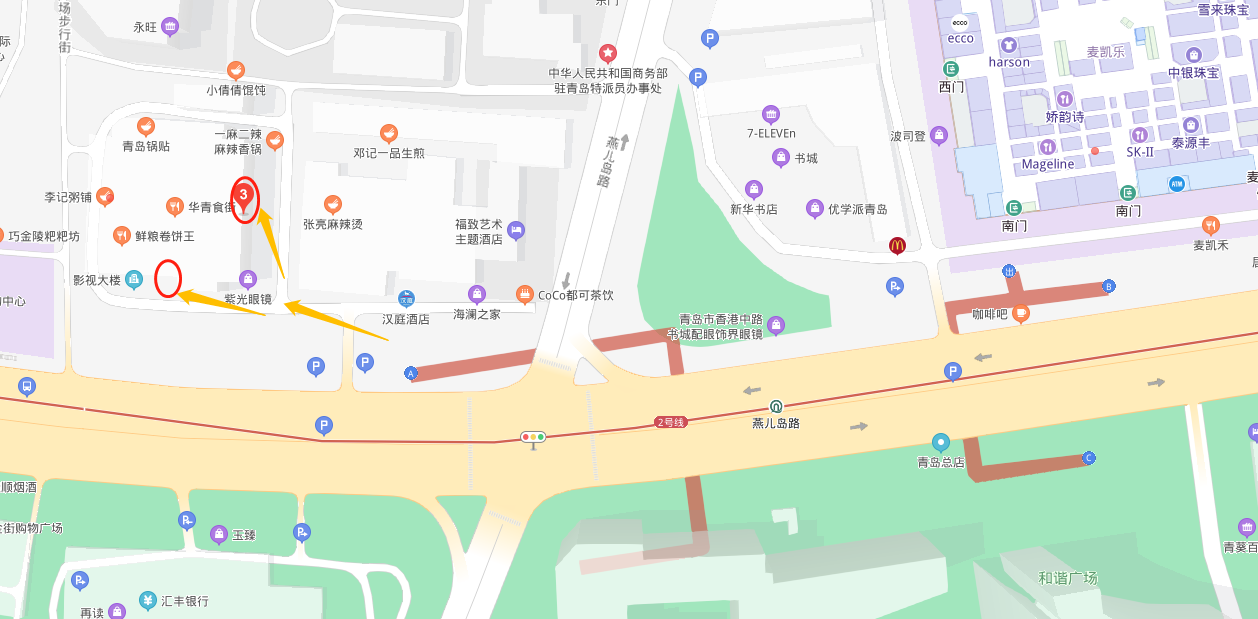 场步行街
永旺
小倩倩馄饨
青岛锅贴
一麻二辣
麻辣香锅
邓记一品生煎
李记粥铺
华青食街
3
鲜粮卷饼王
巧金陵粑粑坊
影视大楼
紫光眼镜
张亮麻辣烫
福致艺术
主题酒店
汉庭酒店
海澜之家
CoCo都可茶饮
中华人民共和国商务部
驻青岛特派员办事处
燕儿岛路
P
P
7-ELEVEn
书城
新华书店
优学派青岛
波司登
西门
ecco
ecco
harson
麦凯乐
雪来珠宝
中银珠宝
娇韵诗
泰源丰
SK-II
Mageline
ATM
南门
南门
麦凯禾
出
B
咖啡吧
青岛市香港中路
书城配眼饰界眼镜
A
P
P
P
P
P
2号线
燕儿岛路
青岛总店
C
顺烟酒
街购物广场
P
P
玉臻
P
汇丰银行
再读
和谐广场
青葵百